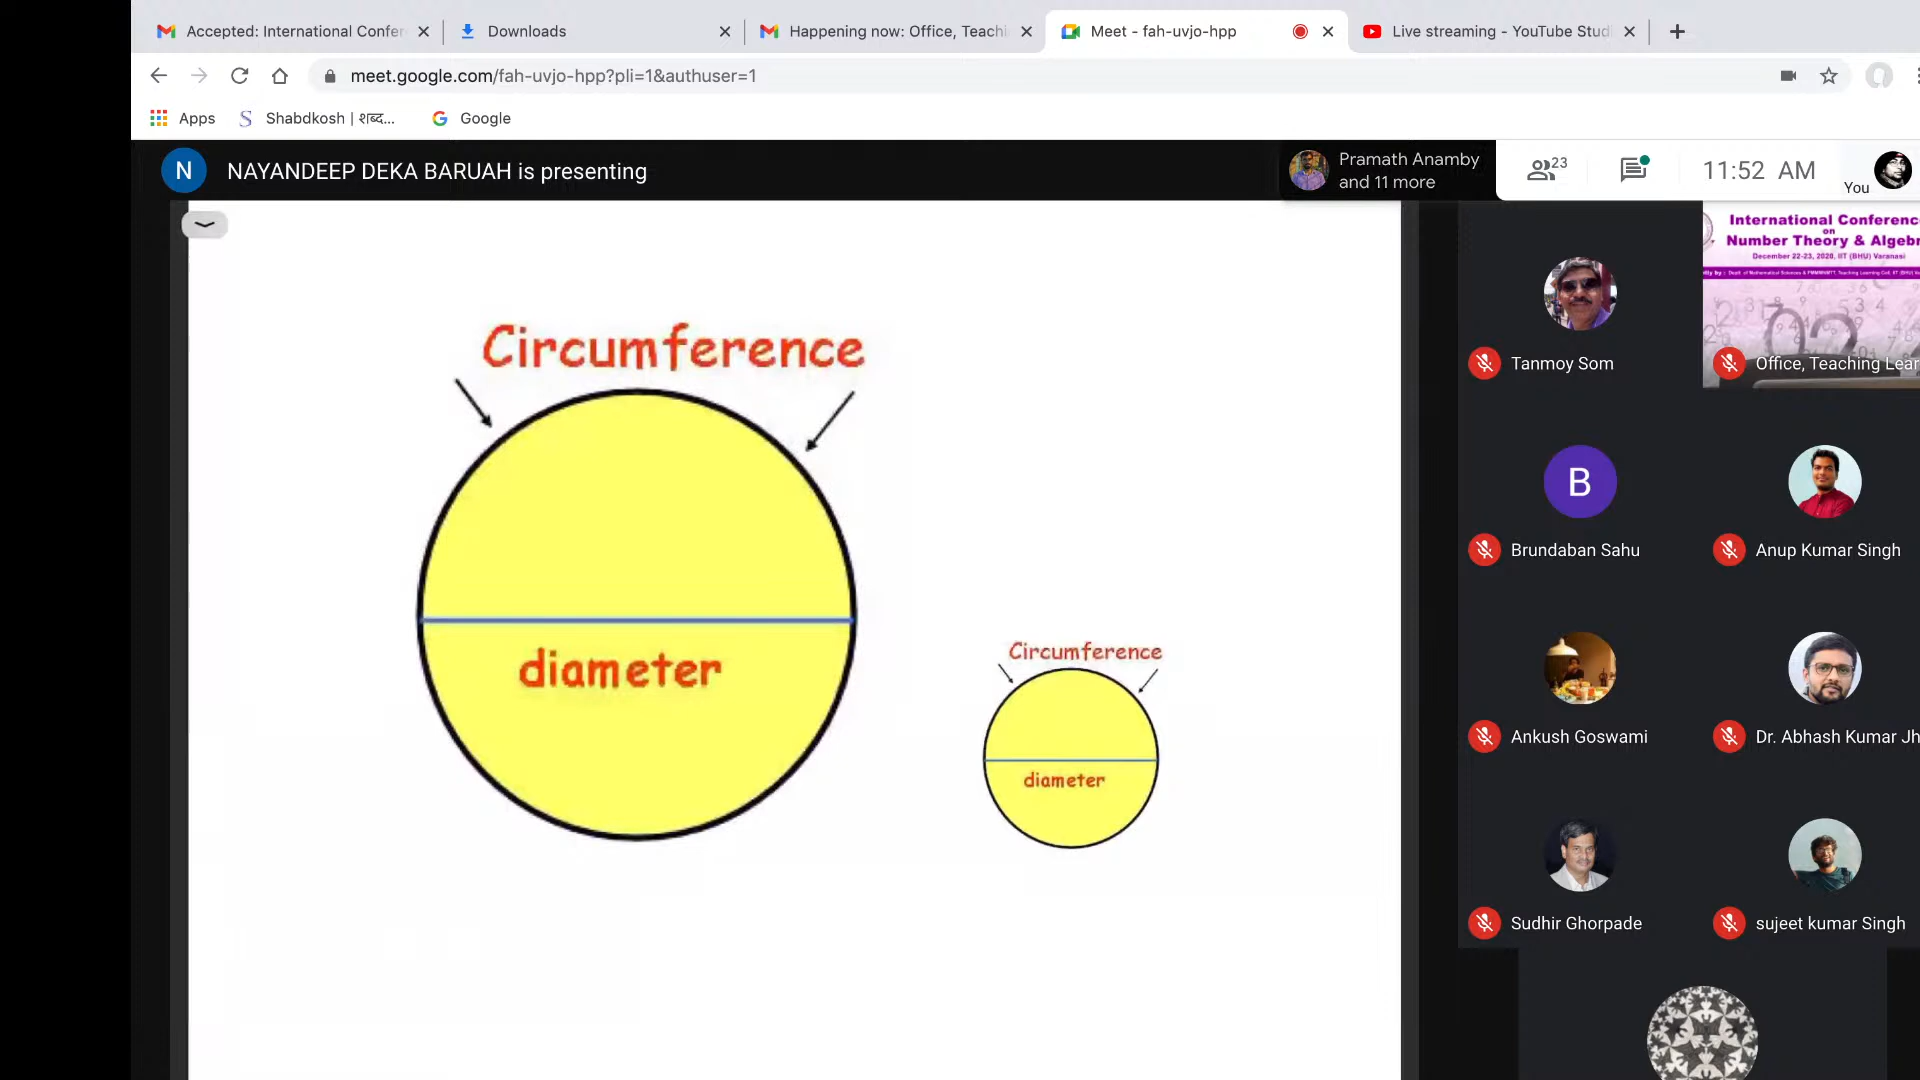 Accepted: International Confer
Downloads
Happening now: Office, Teachi
Meet - fah-uvjo-hpp
Live streaming - YouTube Studi
meet.google.com/fah-uvjo-hpp?pli=1&authuser=1
Apps
Shabdkosh | शब्द...
Google
N
NAYANDEEP DEKA BARUAH is presenting
Pramath Anamby
and 11 more
23
11:52 AM
You
Circumference
diameter
Circumference
diameter
Tanmoy Som
International Conferenc
on
Number Theory & Algebr
December 22-23, 2020, IIT (BHU) Varanasi
Office, Teaching Lear
B
Brundaban Sahu
Anup Kumar Singh
Ankush Goswami
Dr. Abhash Kumar Jh
Sudhir Ghorpade
sujeet kumar Singh